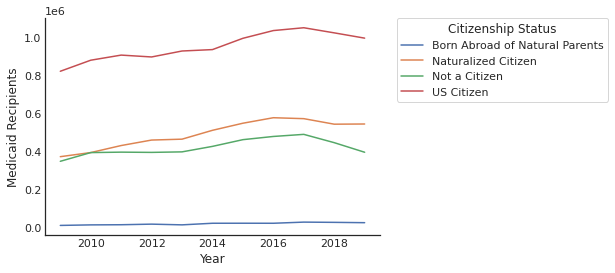 1e6
Citizenship Status
Born Abroad of Natural Parents
Naturalized Citizen
Not a Citizen
US Citizen
1.0
0.8
0.6
0.4
0.2
0.0
Medicaid Recipients
2010 2012 2014 2016 2018
Year